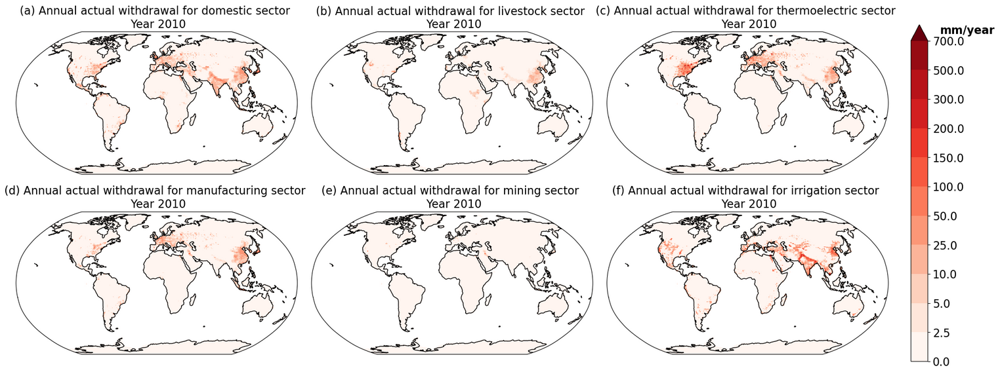 (a) Annual actual withdrawal for domestic sector
Year 2010
(b) Annual actual withdrawal for livestock sector
Year 2010
(c) Annual actual withdrawal for thermoelectric sector
Year 2010
(d) Annual actual withdrawal for manufacturing sector
Year 2010
(e) Annual actual withdrawal for mining sector
Year 2010
(f) Annual actual withdrawal for irrigation sector
Year 2010
mm/year
700.0
500.0
300.0
200.0
150.0
100.0
50.0
25.0
10.0
5.0
2.5
0.0